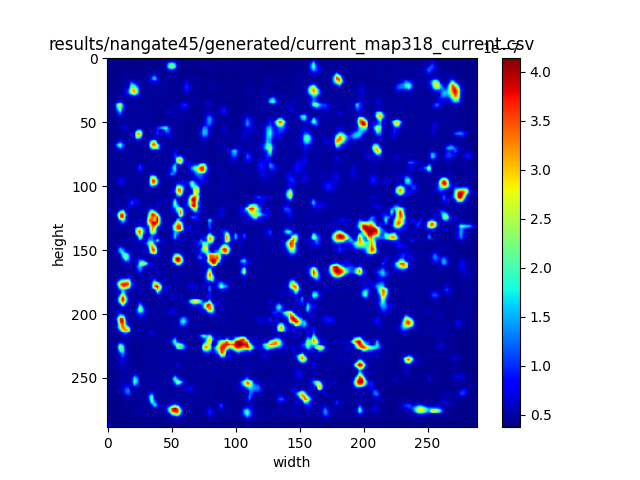 results/nangate45/generated/current_map318_current.csv
1e−7
0
50
100
150
200
250
height
0 50 100 150 200 250
width
4.0
3.5
3.0
2.5
2.0
1.5
1.0
0.5